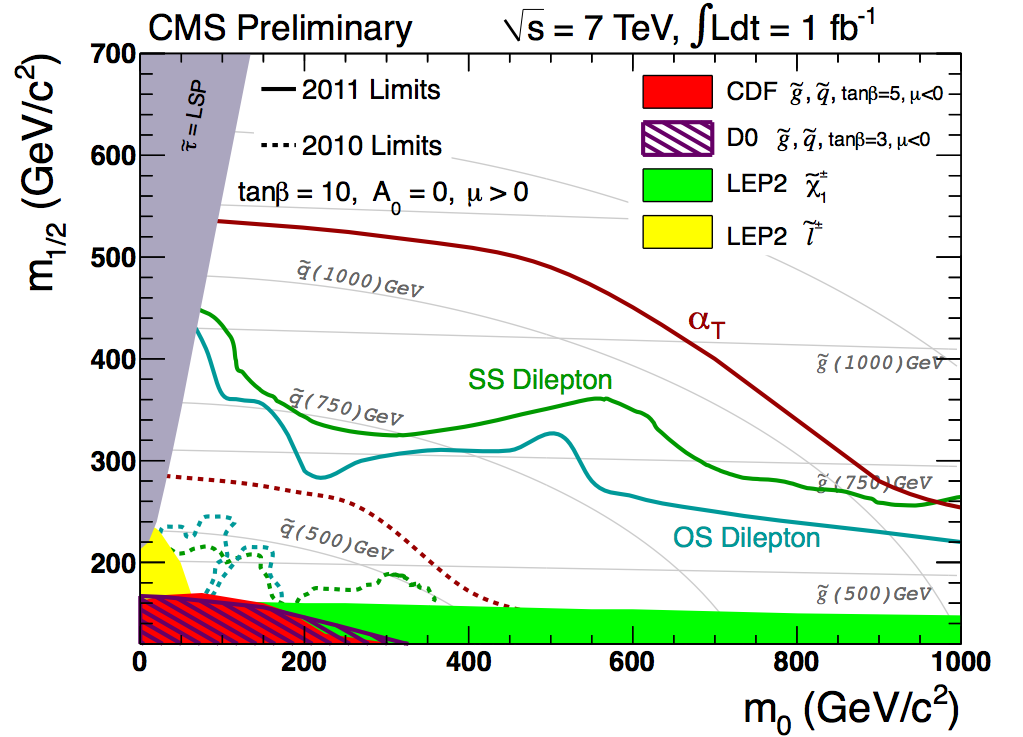 CMS Preliminary √s = 7 TeV, ∫Ldt = 1 fb⁻¹
m₁/₂ (GeV/c²)
700
600
500
400
300
200
τ̃ = LSP
2011 Limits
2010 Limits
tanβ = 10, A₀ = 0, μ > 0
CDF g̃, q̃, tanβ=5, μ<0
D0 g̃, q̃, tanβ=3, μ<0
LEP2 χ̃₁±
LEP2 l̃±
q̃(1000)GeV
αT
g̃(1000)GeV
SS Dilepton
q̃(750)GeV
g̃(750)GeV
q̃(500)GeV
OS Dilepton
g̃(500)GeV
0 200 400 600 800 1000
m₀ (GeV/c²)